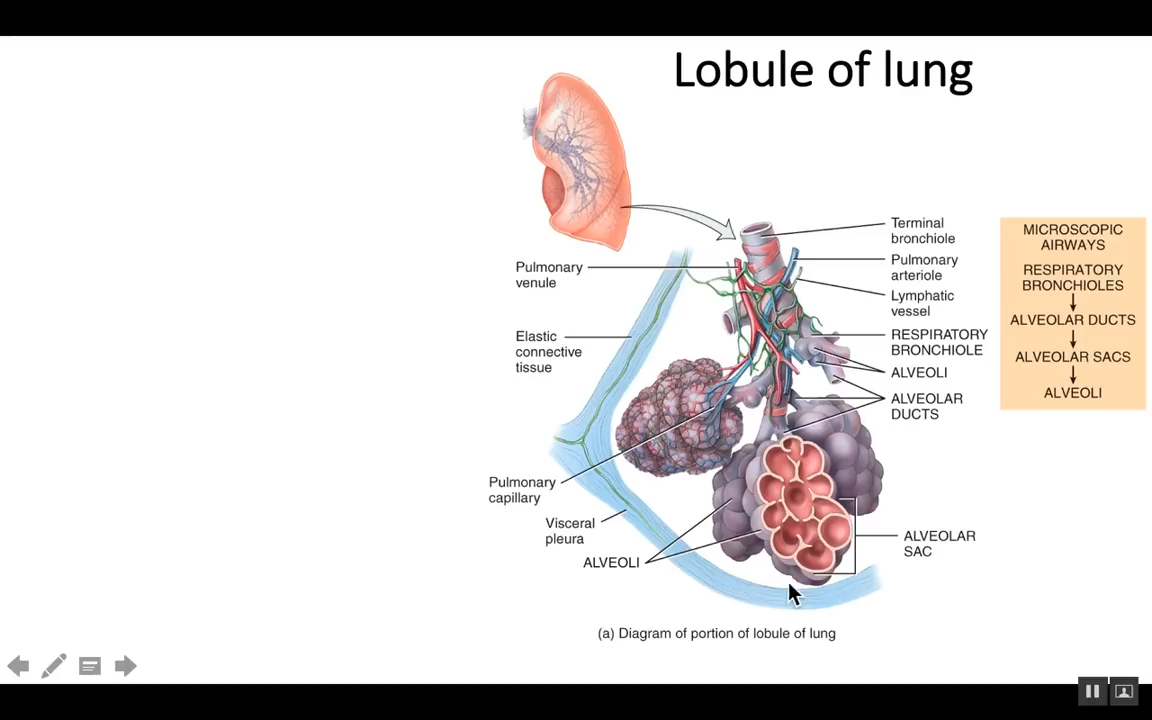 Lobule of lung
Terminal
bronchiole
Pulmonary
arteriole
Lymphatic
vessel
RESPIRATORY
BRONCHIOLE
ALVEOLI
ALVEOLAR
DUCTS
Pulmonary
venule
Elastic
connective
tissue
Pulmonary
capillary
Visceral
pleura
ALVEOLI
ALVEOLAR
SAC
(a) Diagram of portion of lobule of lung
MICROSCOPIC
AIRWAYS
RESPIRATORY
BRONCHIOLES
ALVEOLAR DUCTS
ALVEOLAR SACS
ALVEOLI